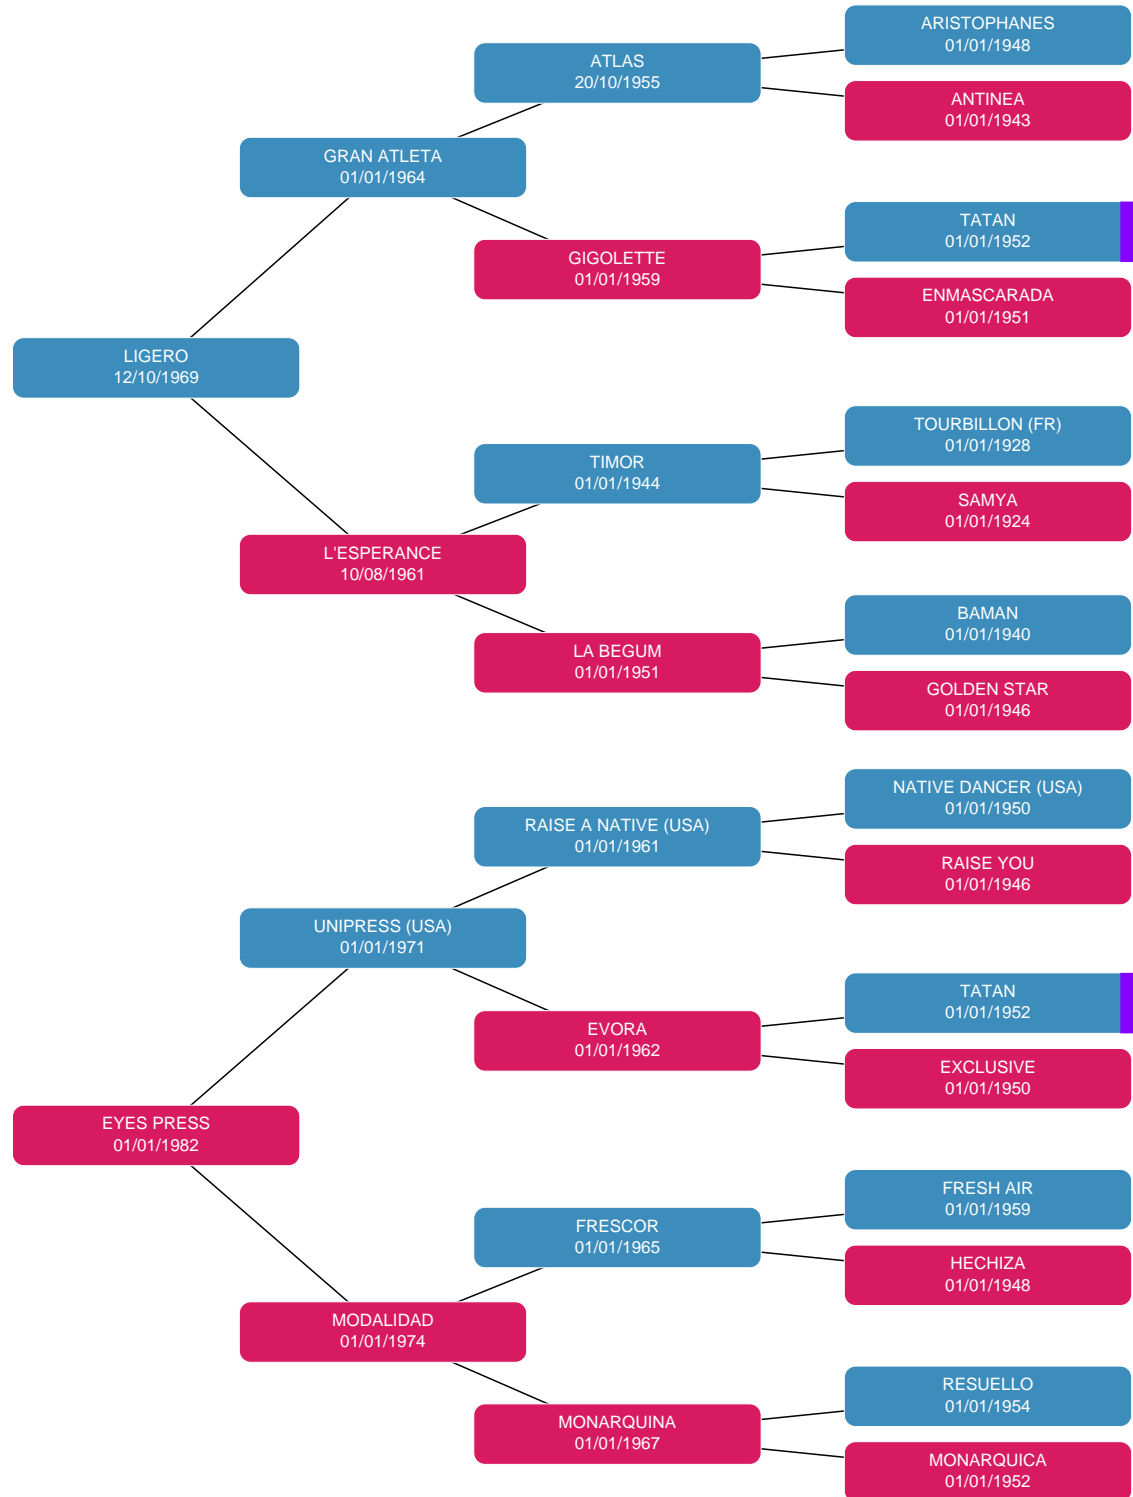 ARISTOPHANES
01/01/1948
ATLAS
20/10/1955
ANTINEA
01/01/1943
GRAN ATLETA
01/01/1964
TATAN
01/01/1952
GIGOLETTE
01/01/1959
ENMASCARADA
01/01/1951
LIGERO
12/10/1969
TOURBILLON (FR)
01/01/1928
TIMOR
01/01/1944
SAMYA
01/01/1924
L'ESPERANCE
10/08/1961
BAMAN
01/01/1940
LA BEGUM
01/01/1951
GOLDEN STAR
01/01/1946
NATIVE DANCER (USA)
01/01/1950
RAISE A NATIVE (USA)
01/01/1961
RAISE YOU
01/01/1946
UNIPRESS (USA)
01/01/1971
TATAN
01/01/1952
EVORA
01/01/1962
EXCLUSIVE
01/01/1950
EYES PRESS
01/01/1982
FRESH AIR
01/01/1959
FRESCOR
01/01/1965
HECHIZA
01/01/1948
MODALIDAD
01/01/1974
RESUELLO
01/01/1954
MONARQUINA
01/01/1967
MONARQUICA
01/01/1952